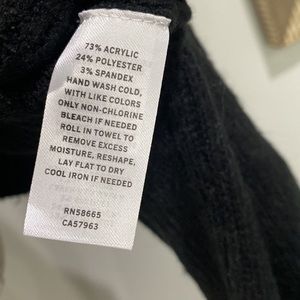 73% ACRYLIC
24% POLYESTER
3% SPANDEX
HAND WASH COLD,
WITH LIKE COLORS
ONLY NON-CHLORINE
BLEACH IF NEEDED
ROLL IN TOWEL TO
REMOVE EXCESS
MOISTURE, RESHAPE,
LAY FLAT TO DRY
COOL IRON IF NEEDED
RN58665
CA57963